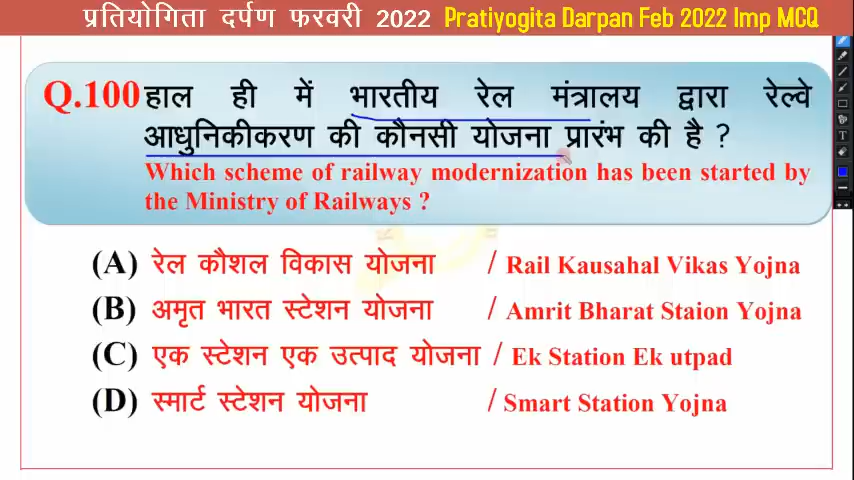 प्रतियोगिता दर्पण फरवरी 2022 Pratiyogita Darpan Feb 2022 Imp MCQ
Q.100 हाल ही में भारतीय रेल मंत्रालय द्वारा रेल्वे
आधुनिकीकरण की कौनसी योजना प्रारंभ की है ?
Which scheme of railway modernization has been started by
the Ministry of Railways ?
(A) रेल कौशल विकास योजना / Rail Kausahal Vikas Yojna
(B) अमृत भारत स्टेशन योजना / Amrit Bharat Staion Yojna
(C) एक स्टेशन एक उत्पाद योजना / Ek Station Ek utpad
(D) स्मार्ट स्टेशन योजना / Smart Station Yojna